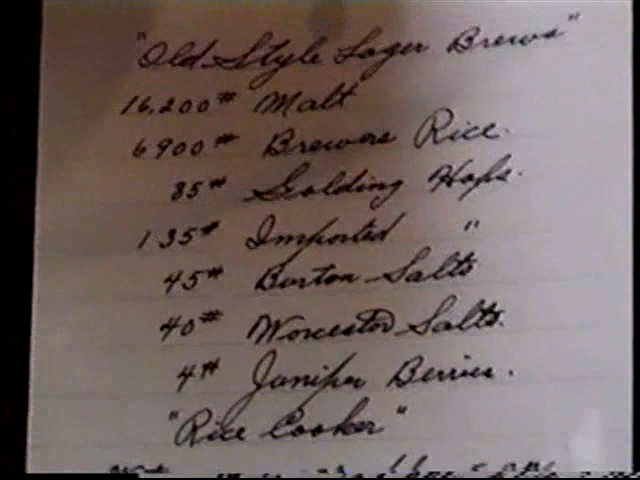 "Old Style Lager Brews"
16,200# Malt
6900# Brewers Rice.
85# Golding Hops.
135# Imported "
45# Burton Salts
40# Worcester Salts.
4# Juniper Berries.
"Rice Cooker"